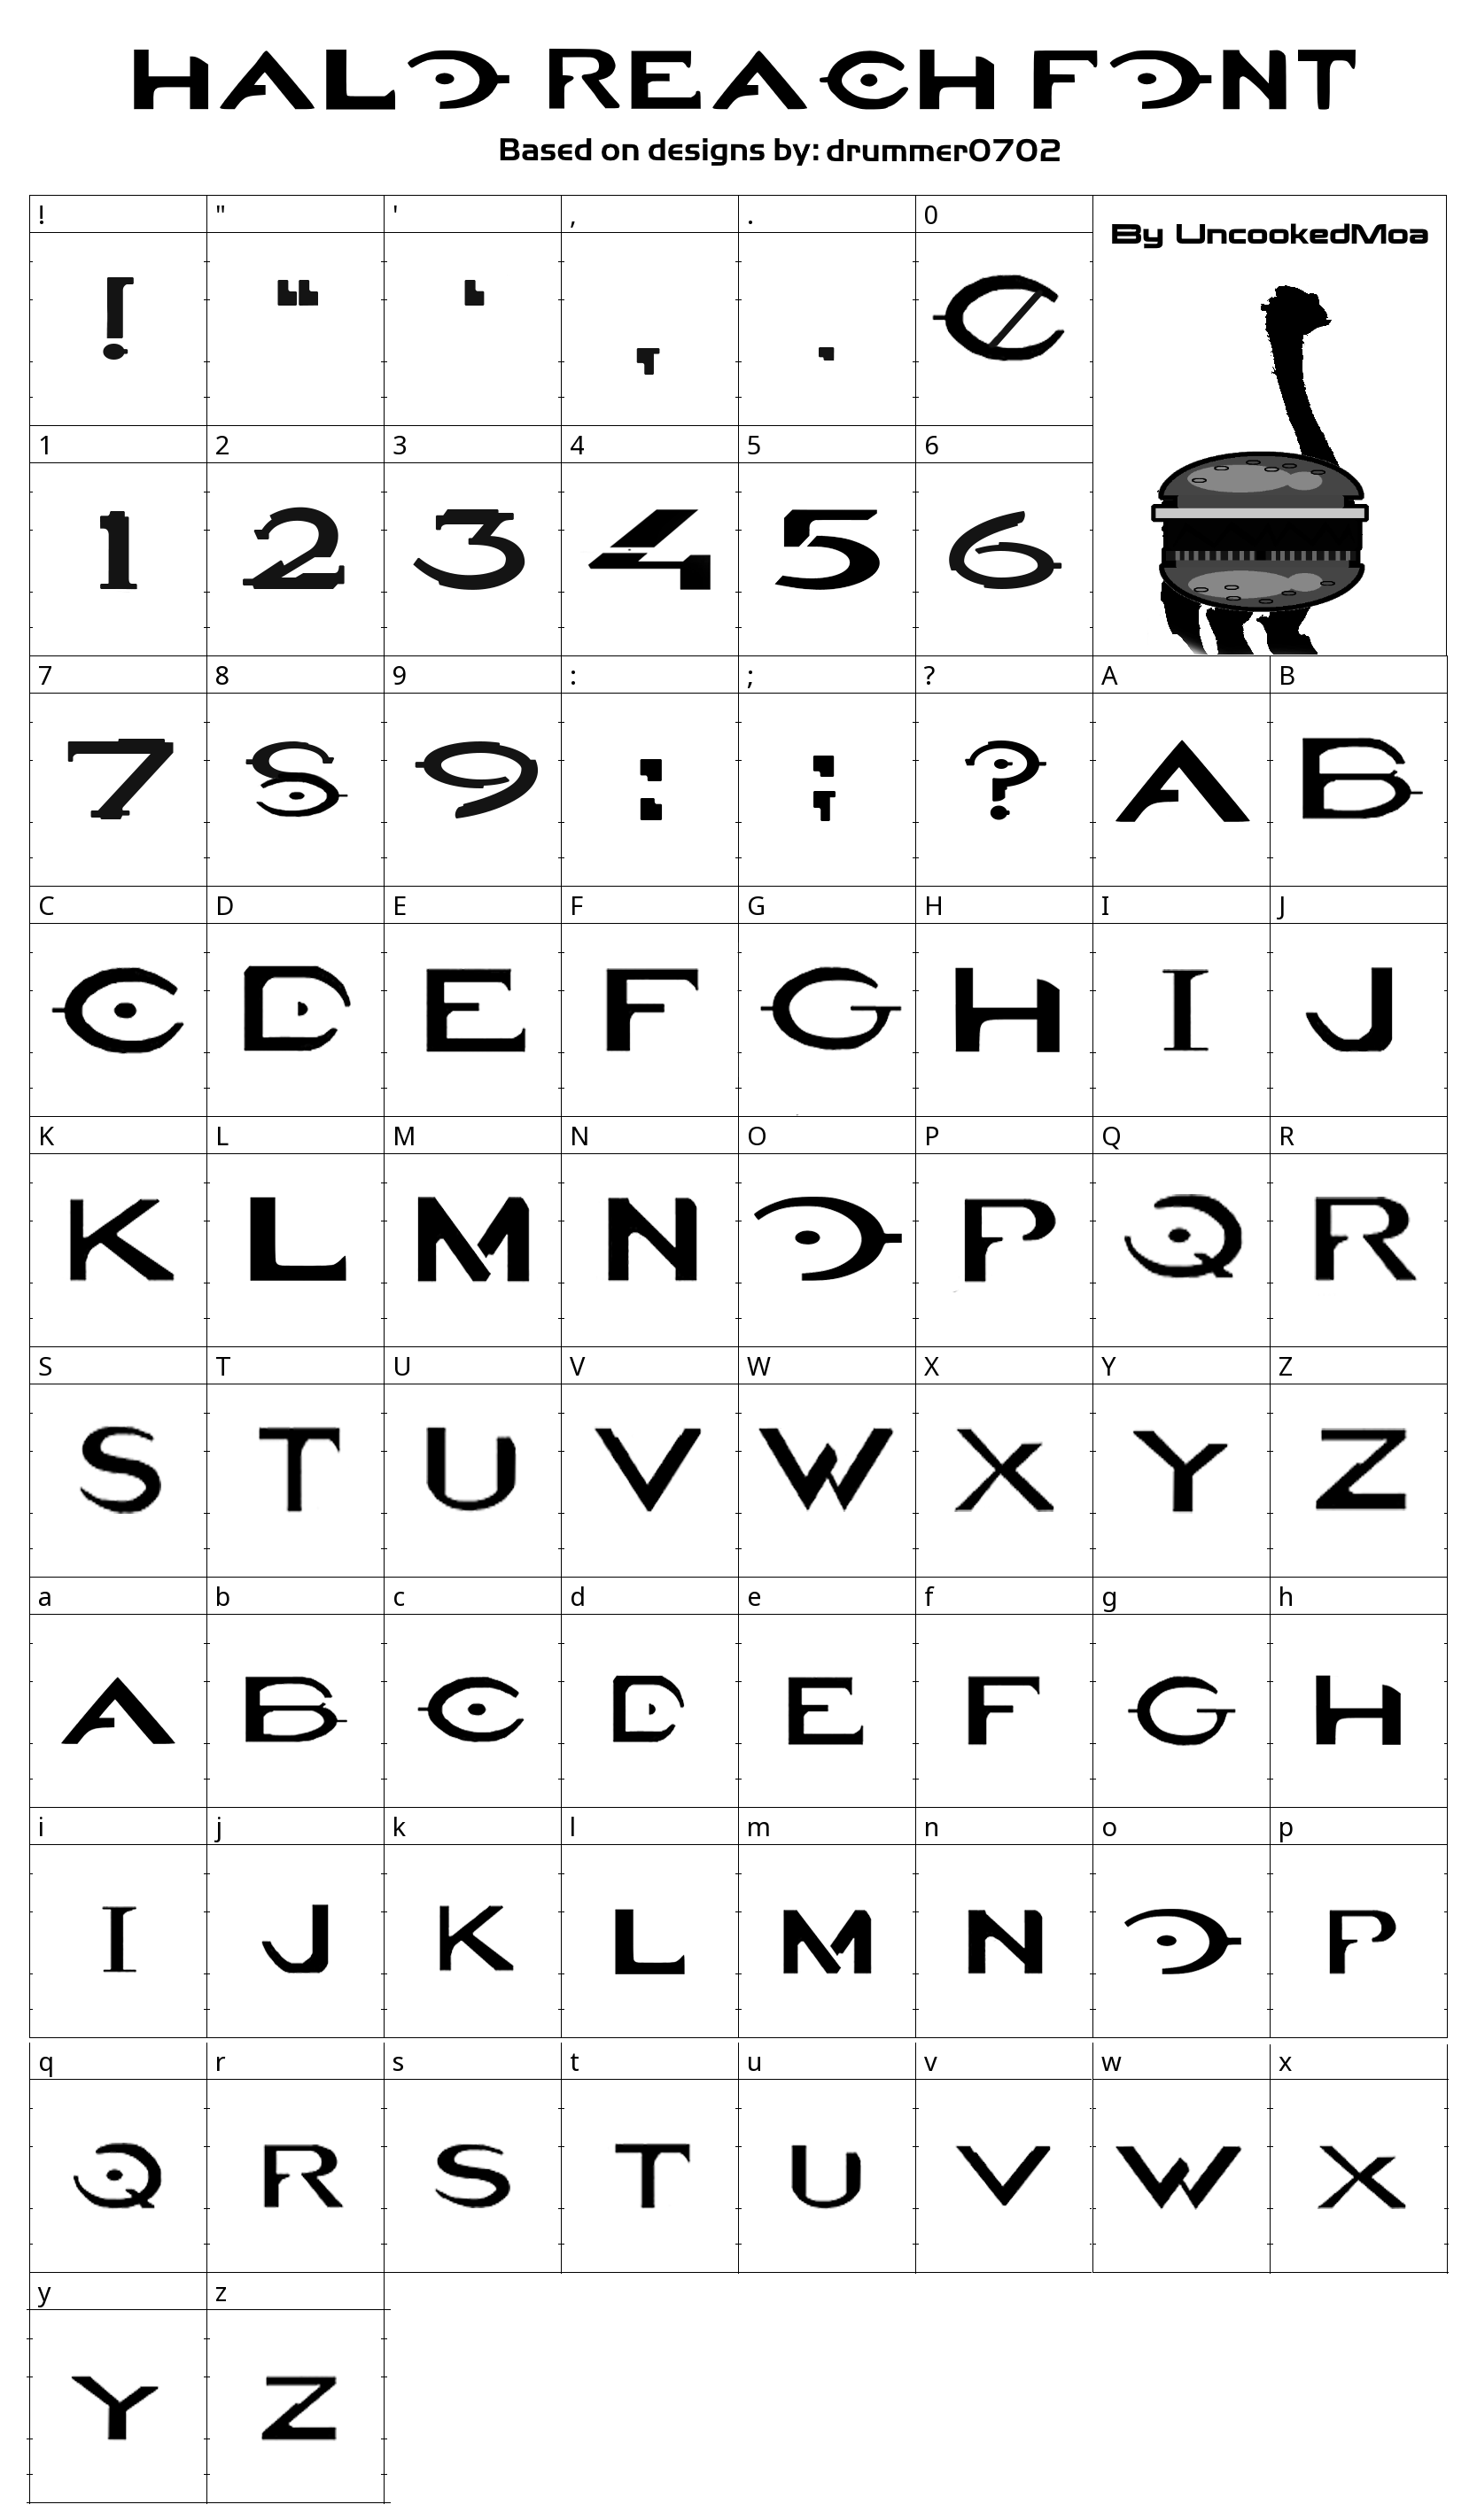 HALO REACH FONT
Based on designs by: drummer0702
! " ' , . 0
By UncookedMoa
! " ' , . 0
1 2 3 4 5 6
1 2 3 4 5 6
7 8 9 : ; ? A B
7 8 9 : ; ? A B
C D E F G H I J
C D E F G H I J
K L M N O P Q R
K L M N O P Q R
S T U V W X Y Z
S T U V W X Y Z
a b c d e f g h
A B C D E F G H
i j k l m n o p
I J K L M N O P
q r s t u v w x
Q R S T U V W X
y z
Y Z